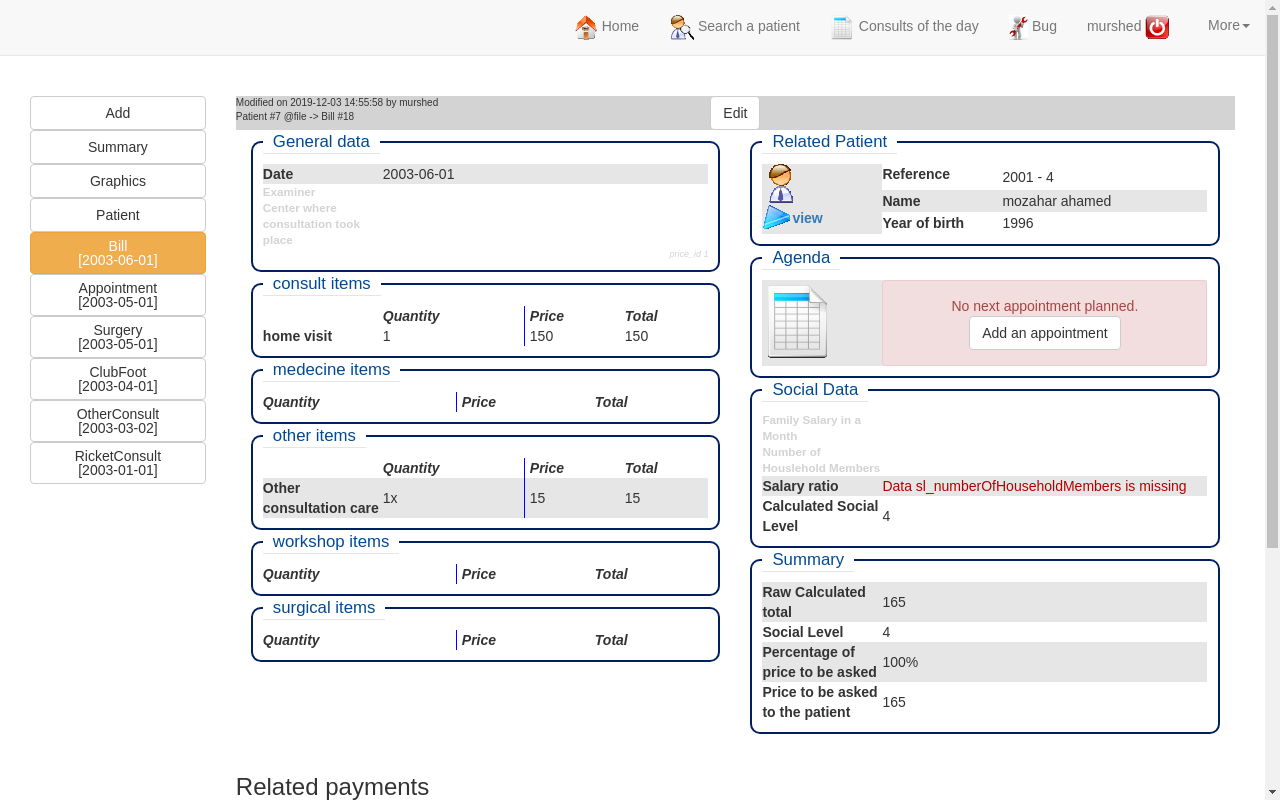 Home Search a patient Consults of the day Bug murshed More
Add
Summary
Graphics
Patient
Bill
[2003-06-01]
Appointment
[2003-05-01]
Surgery
[2003-05-01]
ClubFoot
[2003-04-01]
OtherConsult
[2003-03-02]
RicketConsult
[2003-01-01]
Modified on 2019-12-03 14:55:58 by murshed
Patient #7 @file -> Bill #18
Edit
General data
Date 2003-06-01
Examiner
Center where
consultation took
place
price_id 1
consult items
Quantity Price Total
home visit 1 150 150
medecine items
Quantity Price Total
other items
Quantity Price Total
Other
consultation care 1x 15 15
workshop items
Quantity Price Total
surgical items
Quantity Price Total
Related Patient
view
Reference 2001 - 4
Name mozahar ahamed
Year of birth 1996
Agenda
No next appointment planned.
Add an appointment
Social Data
Family Salary in a
Month
Number of
Houslehold Members
Salary ratio Data sl_numberOfHouseholdMembers is missing
Calculated Social
Level 4
Summary
Raw Calculated
total 165
Social Level 4
Percentage of
price to be asked 100%
Price to be asked
to the patient 165
Related payments